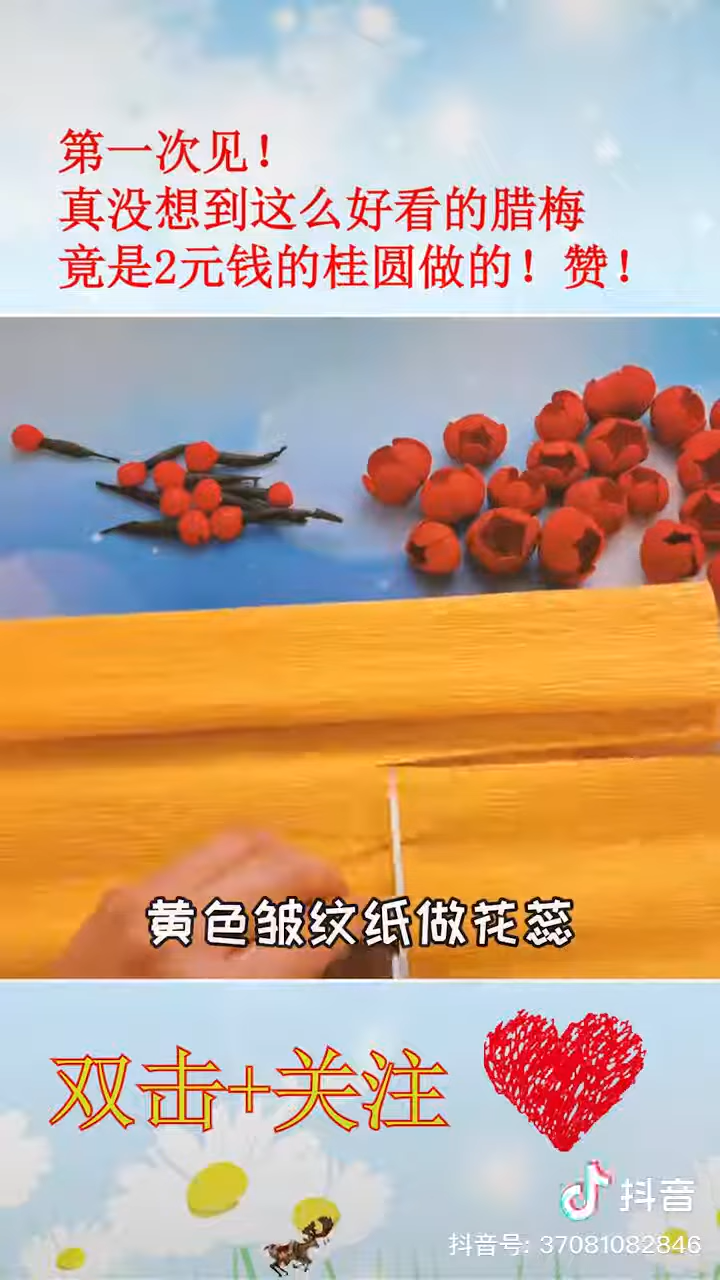 第一次见！
真没想到这么好看的腊梅
竟是2元钱的桂圆做的！赞！
黄色皱纹纸做花蕊
双击+关注
抖音
抖音号: 37081082846